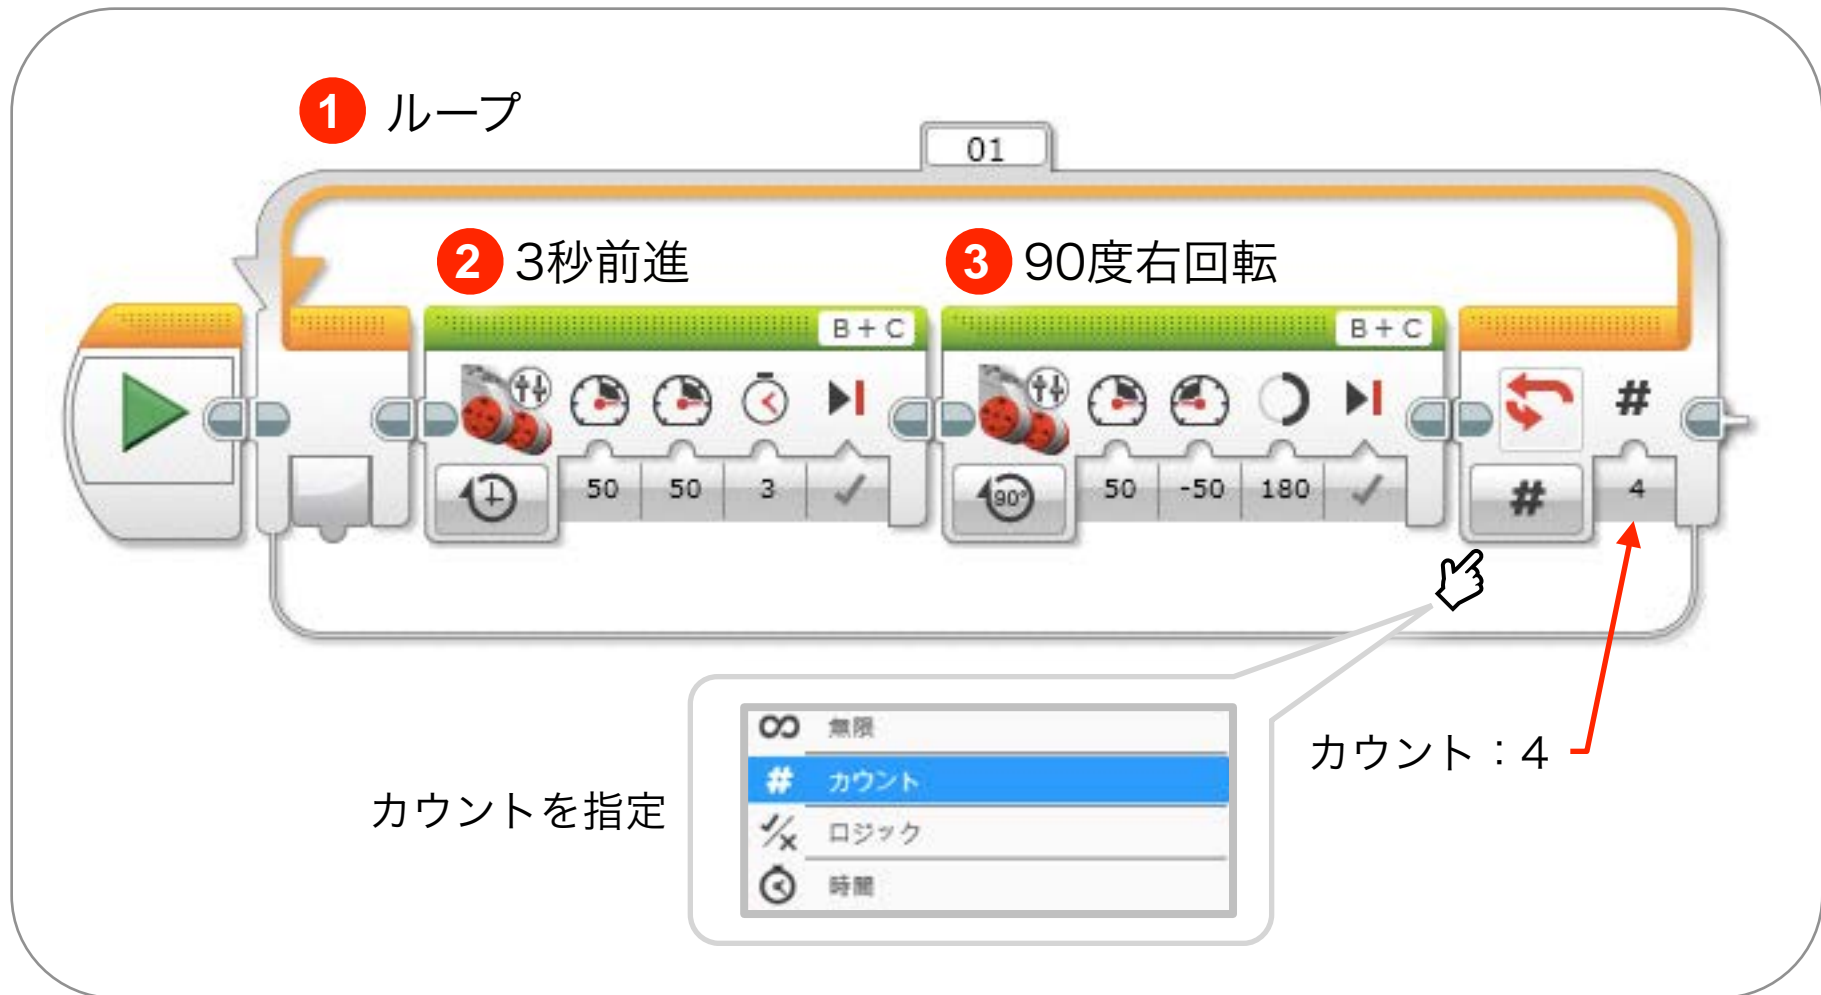 1 ループ
01
2 3秒前進
3 90度右回転
B + C
B + C
#
50 50 3
90°
50 -50 180
# 4
∞ 無限
# カウント
カウント：4
カウントを指定
ロジック
時間